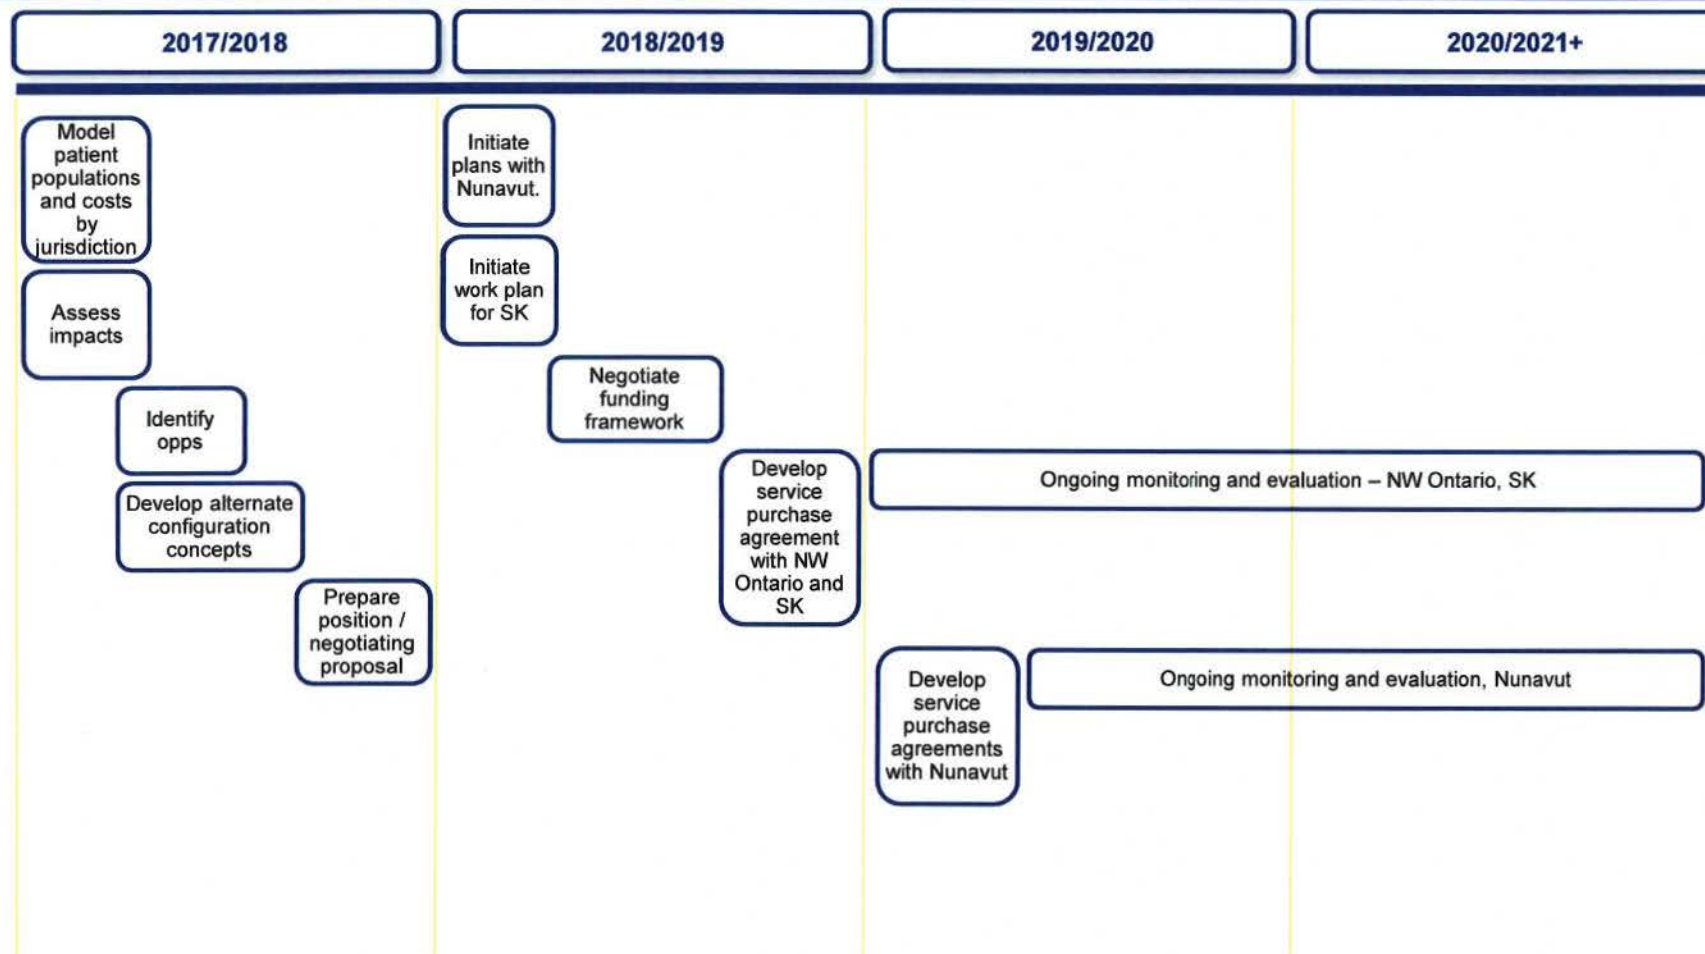 2017/2018
2018/2019
2019/2020
2020/2021+
Model
patient
populations
and costs
by
jurisdiction
Assess
impacts
Identify
opps
Develop alternate
configuration
concepts
Prepare
position /
negotiating
proposal
Initiate
plans with
Nunavut.
Initiate
work plan
for SK
Negotiate
funding
framework
Develop
service
purchase
agreement
with NW
Ontario and
SK
Ongoing monitoring and evaluation – NW Ontario, SK
Develop
service
purchase
agreements
with Nunavut
Ongoing monitoring and evaluation, Nunavut